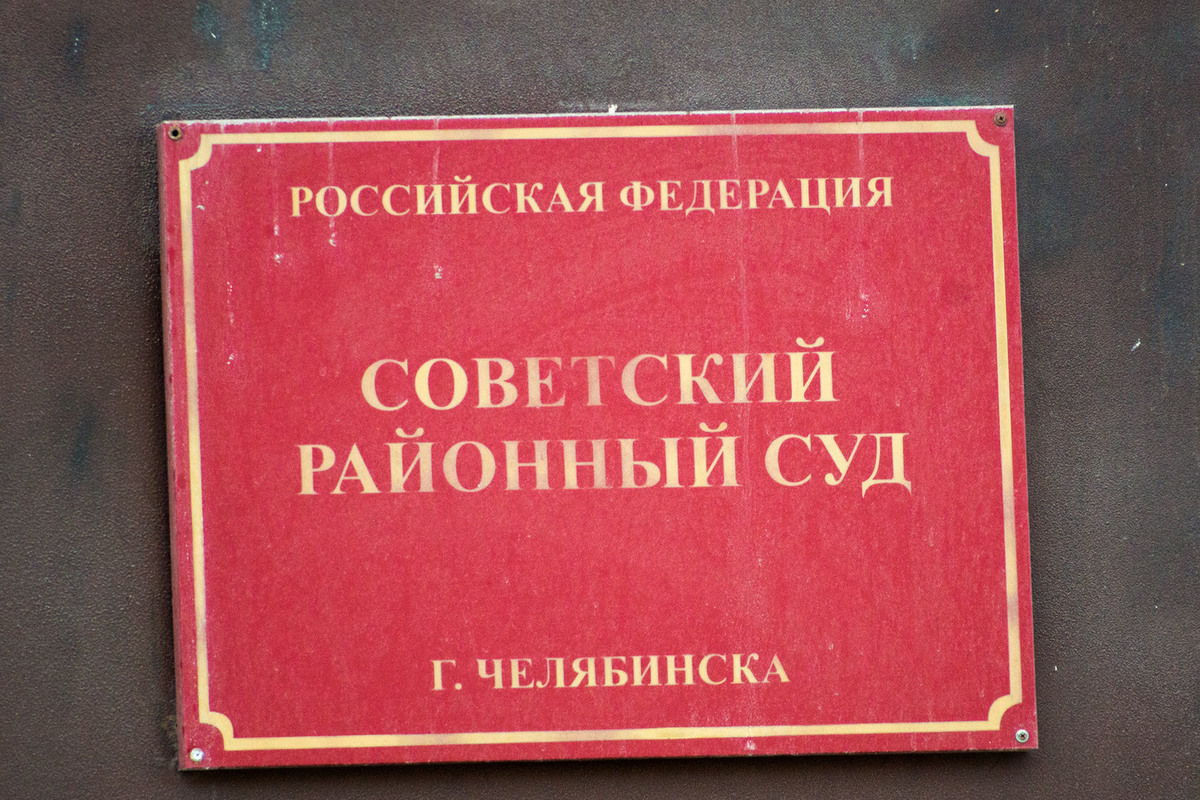 РОССИЙСКАЯ ФЕДЕРАЦИЯ
СОВЕТСКИЙ
РАЙОННЫЙ СУД
Г. ЧЕЛЯБИНСКА